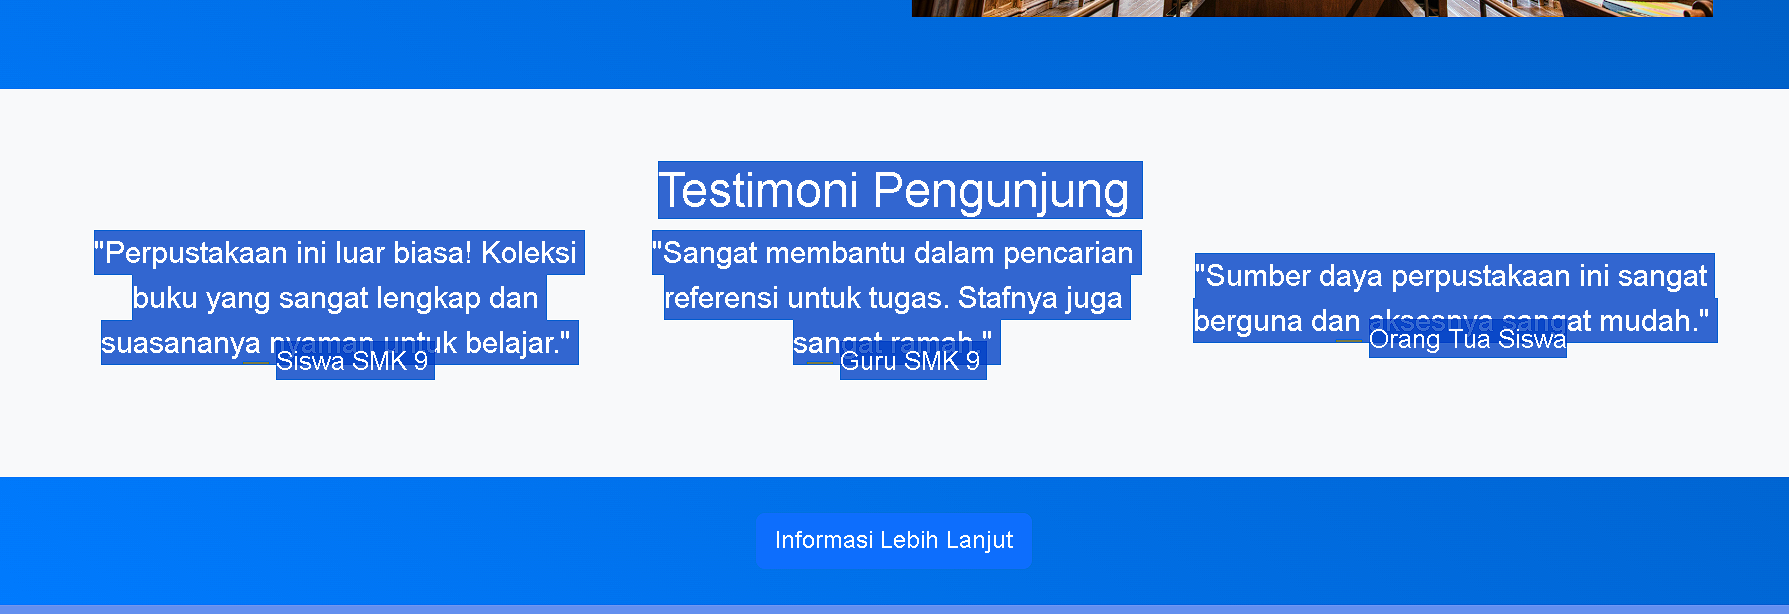 Testimoni Pengunjung
"Perpustakaan ini luar biasa! Koleksi
buku yang sangat lengkap dan
suasananya nyaman untuk belajar."
— Siswa SMK 9
"Sangat membantu dalam pencarian
referensi untuk tugas. Stafnya juga
sangat ramah."
— Guru SMK 9
"Sumber daya perpustakaan ini sangat
berguna dan aksesnya sangat mudah."
— Orang Tua Siswa
Informasi Lebih Lanjut